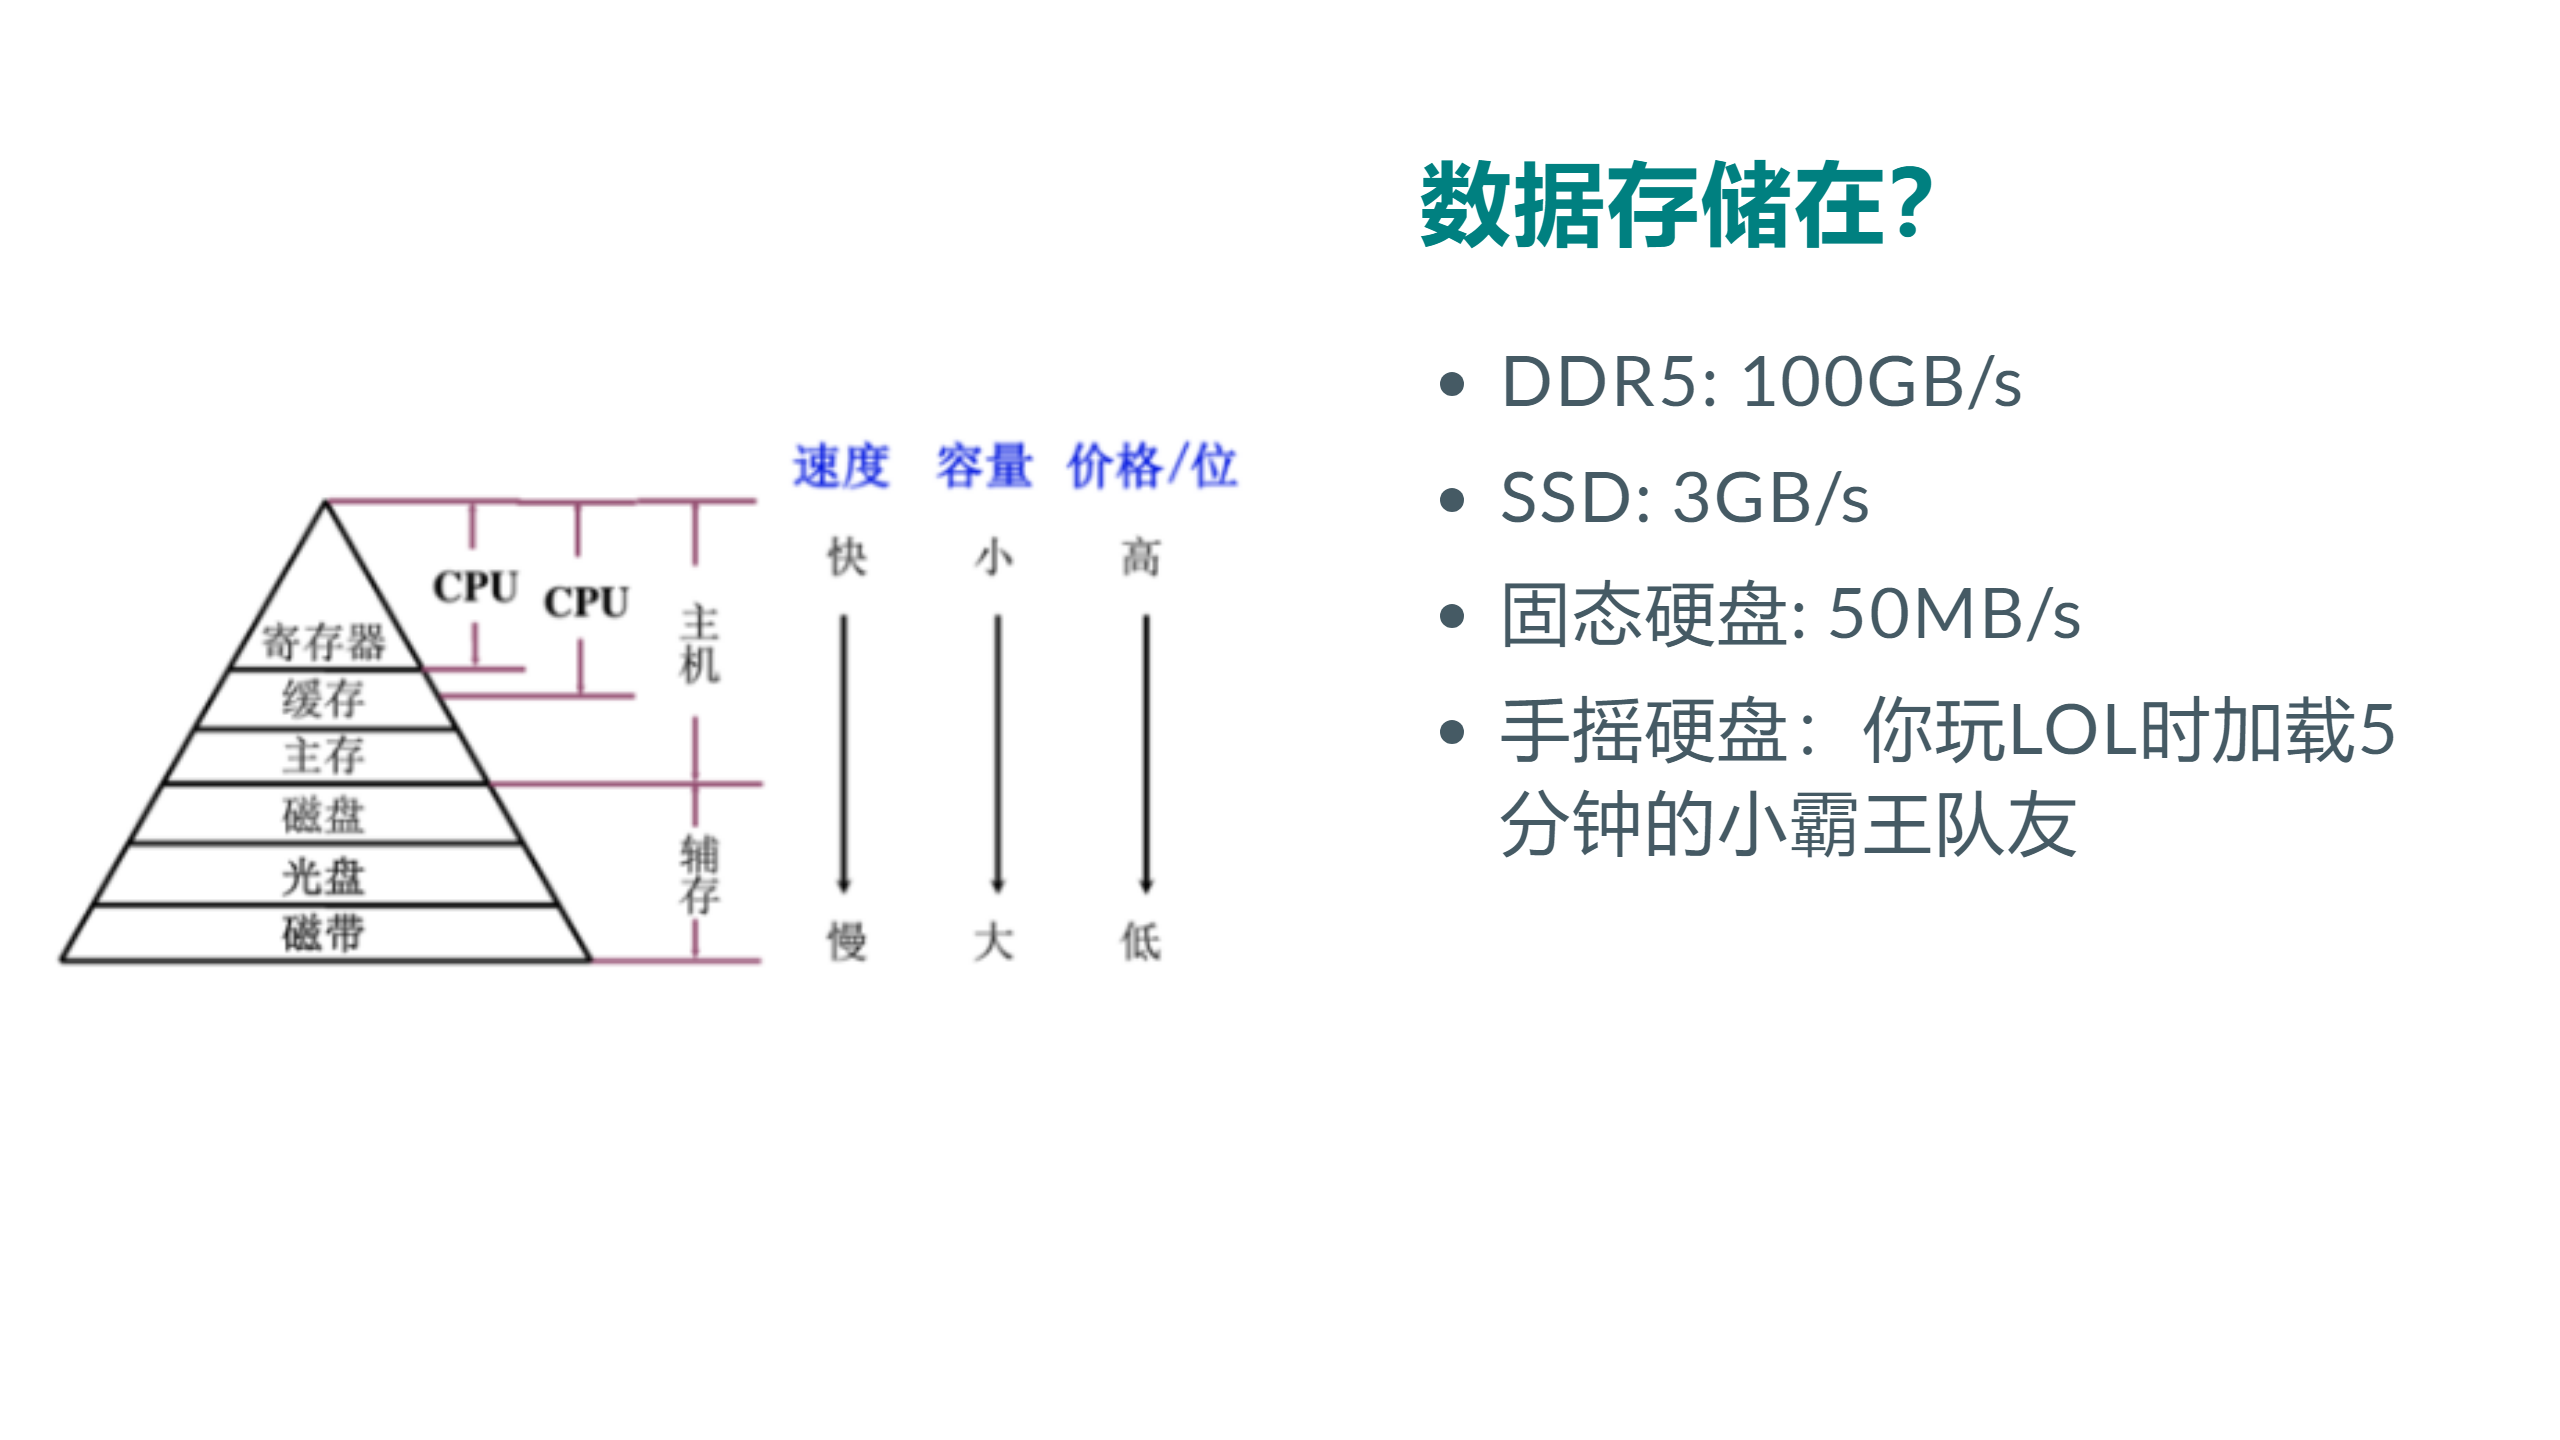 数据存储在？
• DDR5: 100GB/s
• SSD: 3GB/s
• 固态硬盘: 50MB/s
• 手摇硬盘：你玩LOL时加载5
分钟的小霸王队友
速度 容量 价格/位
快 小 高
CPU
CPU
主机
寄存器
缓存
主存
磁盘
辅存
光盘
磁带
慢 大 低